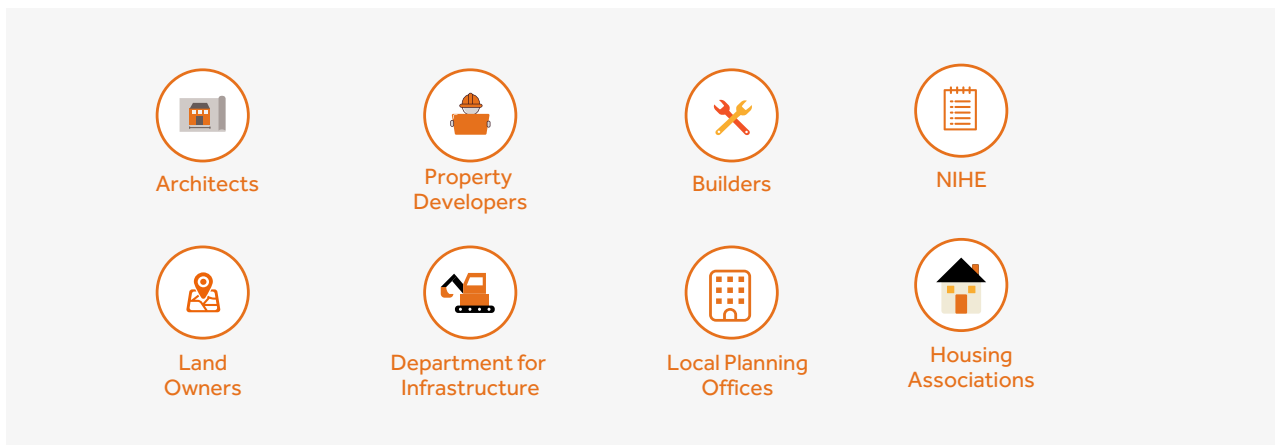 Architects
Property
Developers
Builders
NIHE
Land
Owners
Department for
Infrastructure
Local Planning
Offices
Housing
Associations